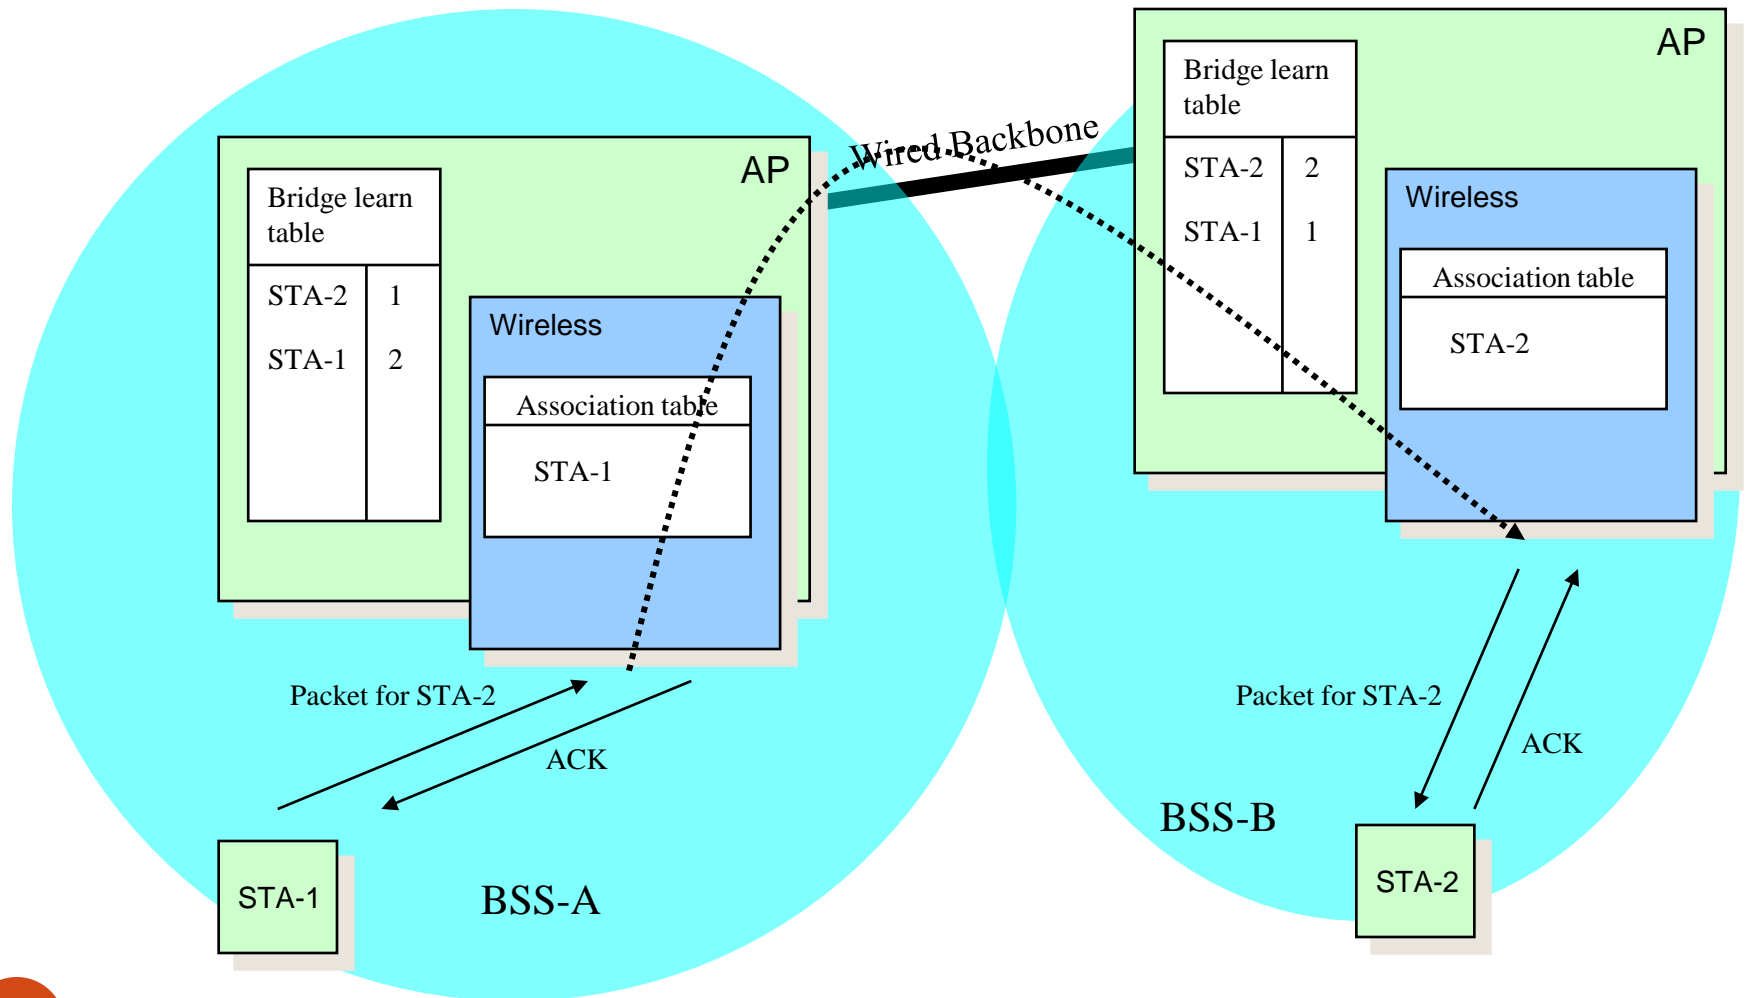 AP
Bridge learn
table
STA-2 1
STA-1 2
Wireless
Association table
STA-1
Packet for STA-2
ACK
STA-1
BSS-A
Wired Backbone
AP
Bridge learn
table
STA-2 2
STA-1 1
Wireless
Association table
STA-2
Packet for STA-2
ACK
BSS-B
STA-2